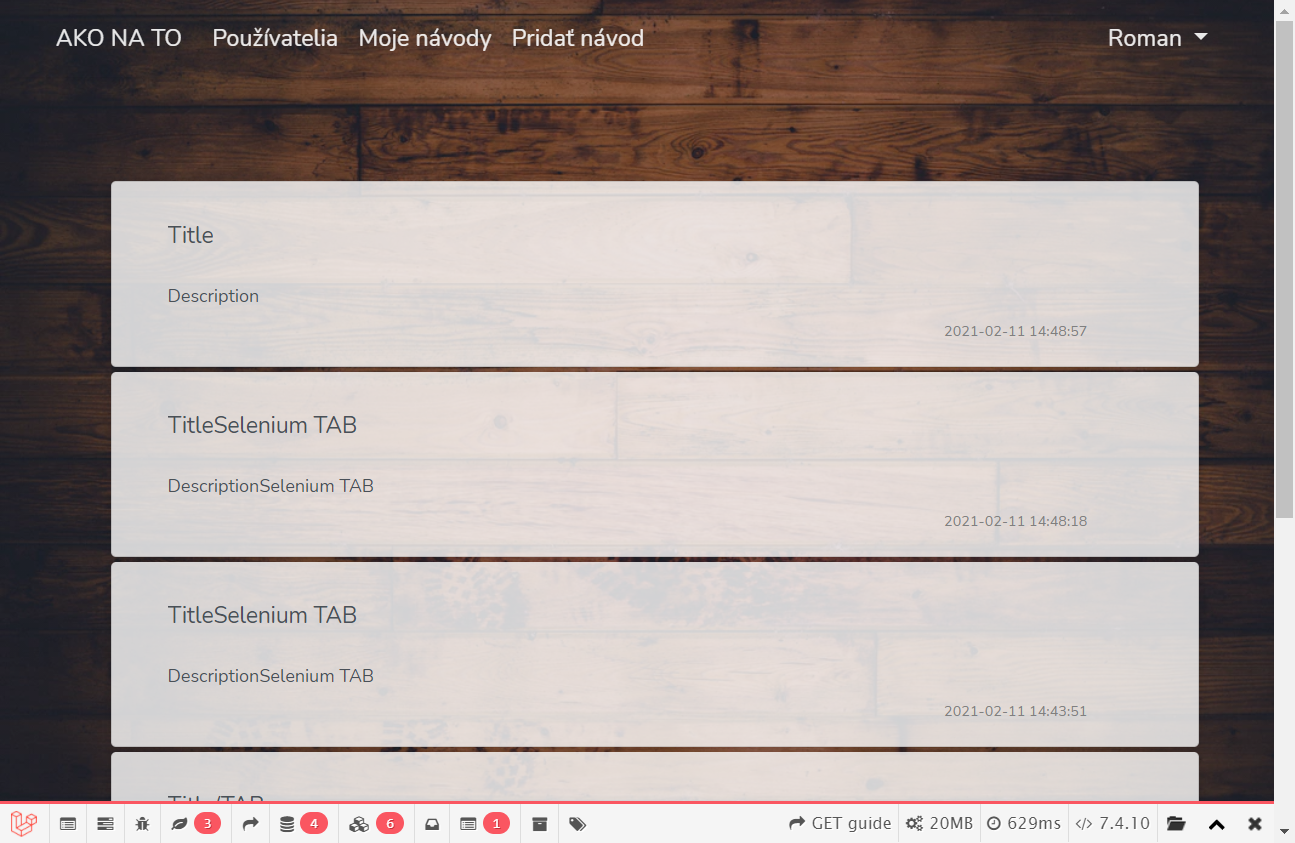 AKO NA TO Používatelia Moje návody Pridať návod Roman
Title
Description
2021-02-11 14:48:57
TitleSelenium TAB
DescriptionSelenium TAB
2021-02-11 14:48:18
TitleSelenium TAB
DescriptionSelenium TAB
2021-02-11 14:43:51
Title/TAB
3 4 6 1 GET guide 20MB 629ms 7.4.10